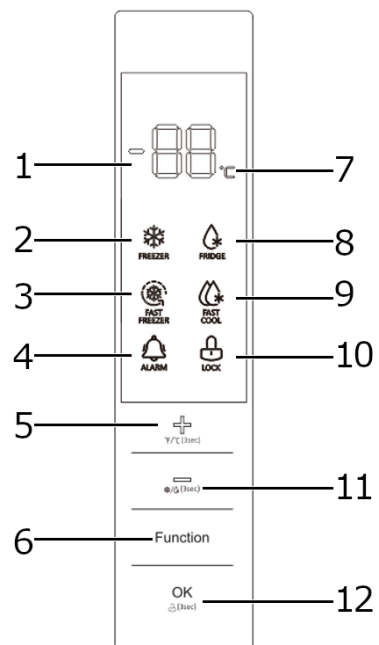 -88
1
°C
7
2
FREEZER
FRIDGE
8
3
FAST
FREEZER
FAST
COOL
9
4
ALARM
LOCK
10
5
+
°F/°C (3sec)
−
(3sec)
11
6
Function
OK
(3sec)
12